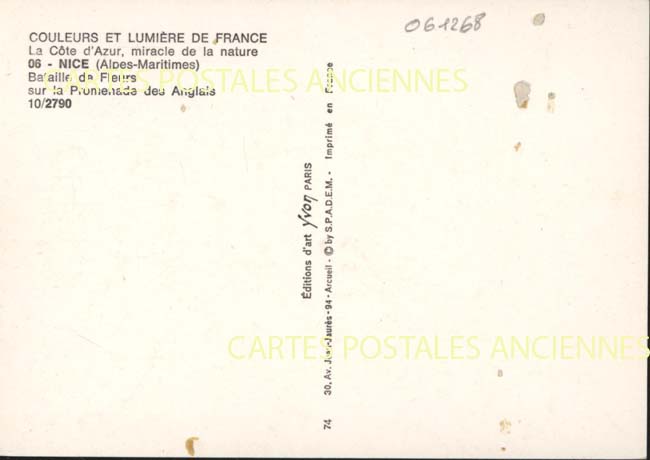 COULEURS ET LUMIÈRE DE FRANCE
La Côte d'Azur, miracle de la nature
06 - NICE (Alpes-Maritimes)
Bataille de Fleurs
sur la Promenade des Anglais
10/2790
061268
CARTES POSTALES ANCIENNES
Éditions d'art Yvon PARIS
74 30, Av. Jean-Jaurès - 94 - Arcueil - © by S.P.A.D.E.M. - Imprimé en France
CARTES POSTALES ANCIENNES